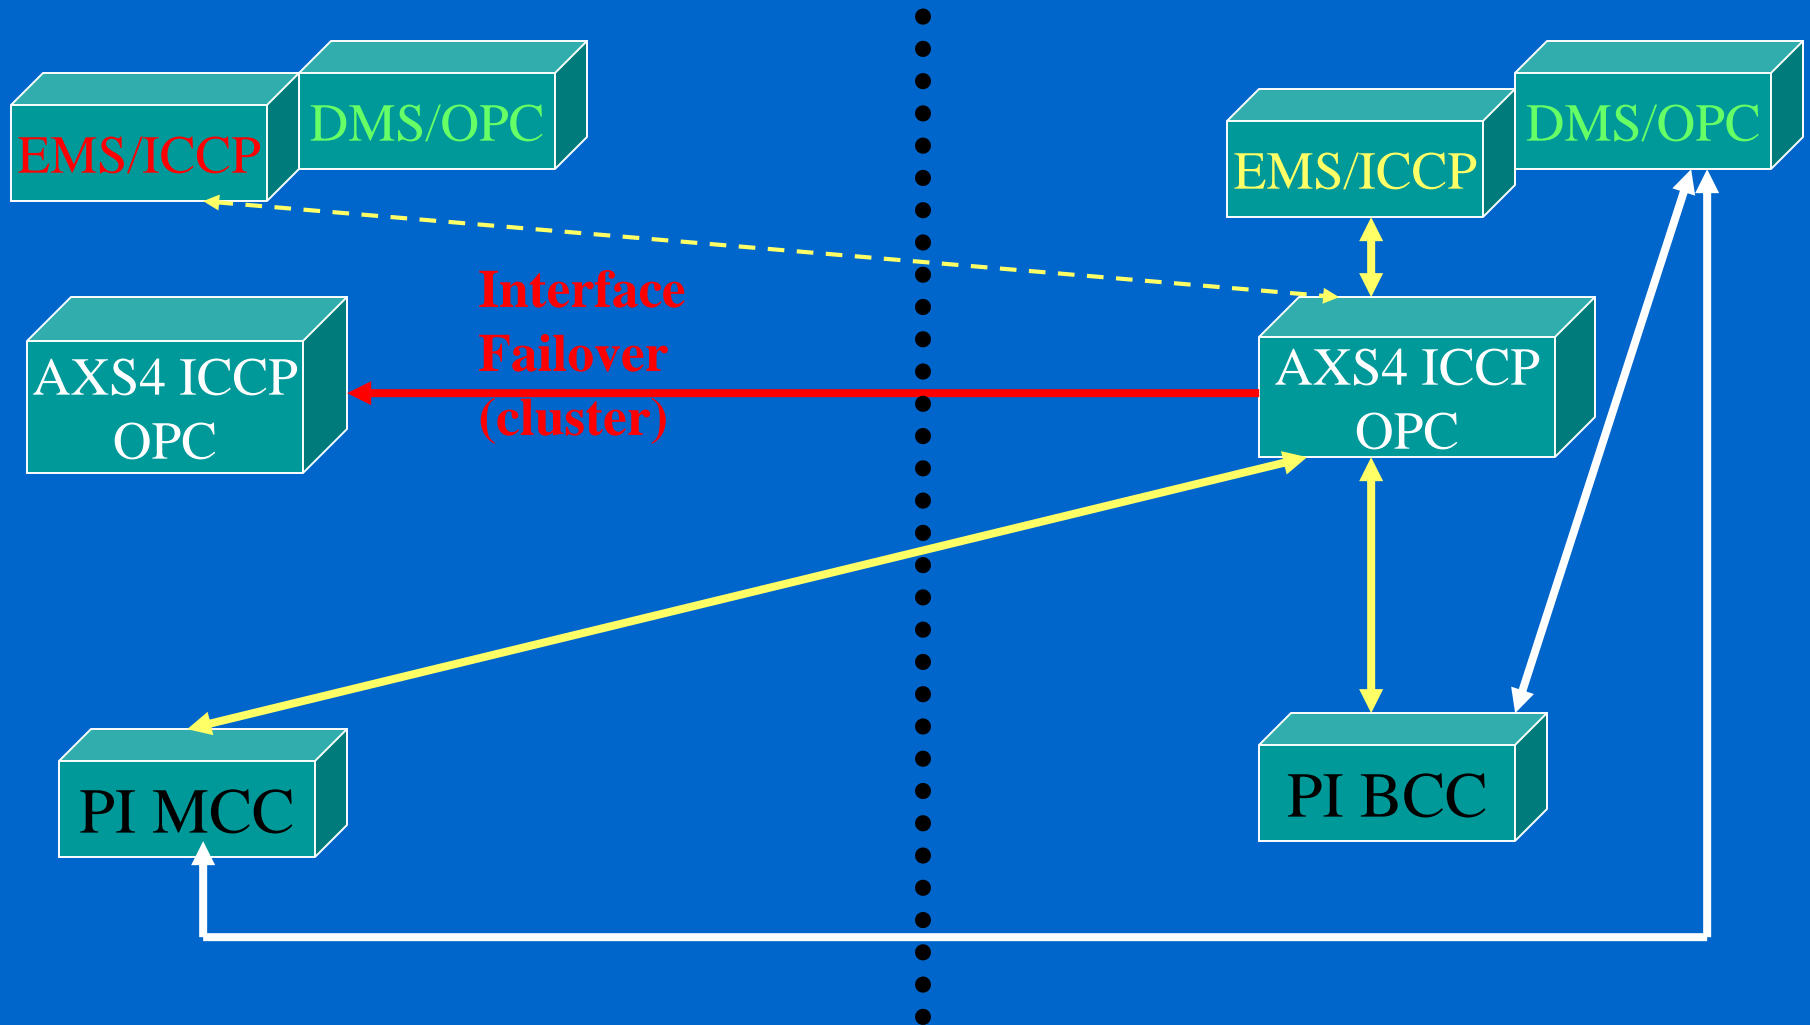 DMS/OPC
EMS/ICCP
DMS/OPC
EMS/ICCP
Interface
Failover
(cluster)
AXS4 ICCP
OPC
AXS4 ICCP
OPC
PI MCC
PI BCC